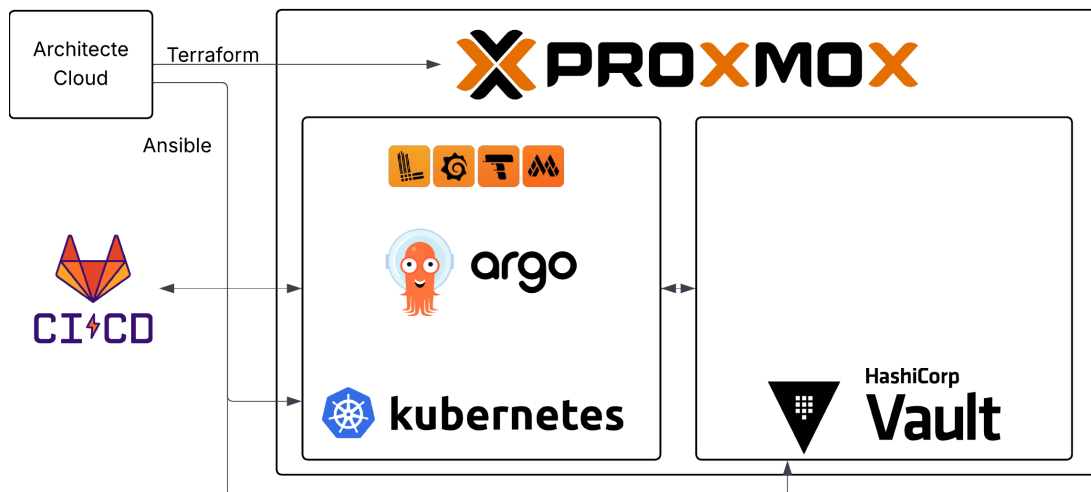 Architecte
Cloud
Terraform
PROXMOX
Ansible
argo
CI CD
kubernetes
HashiCorp
Vault